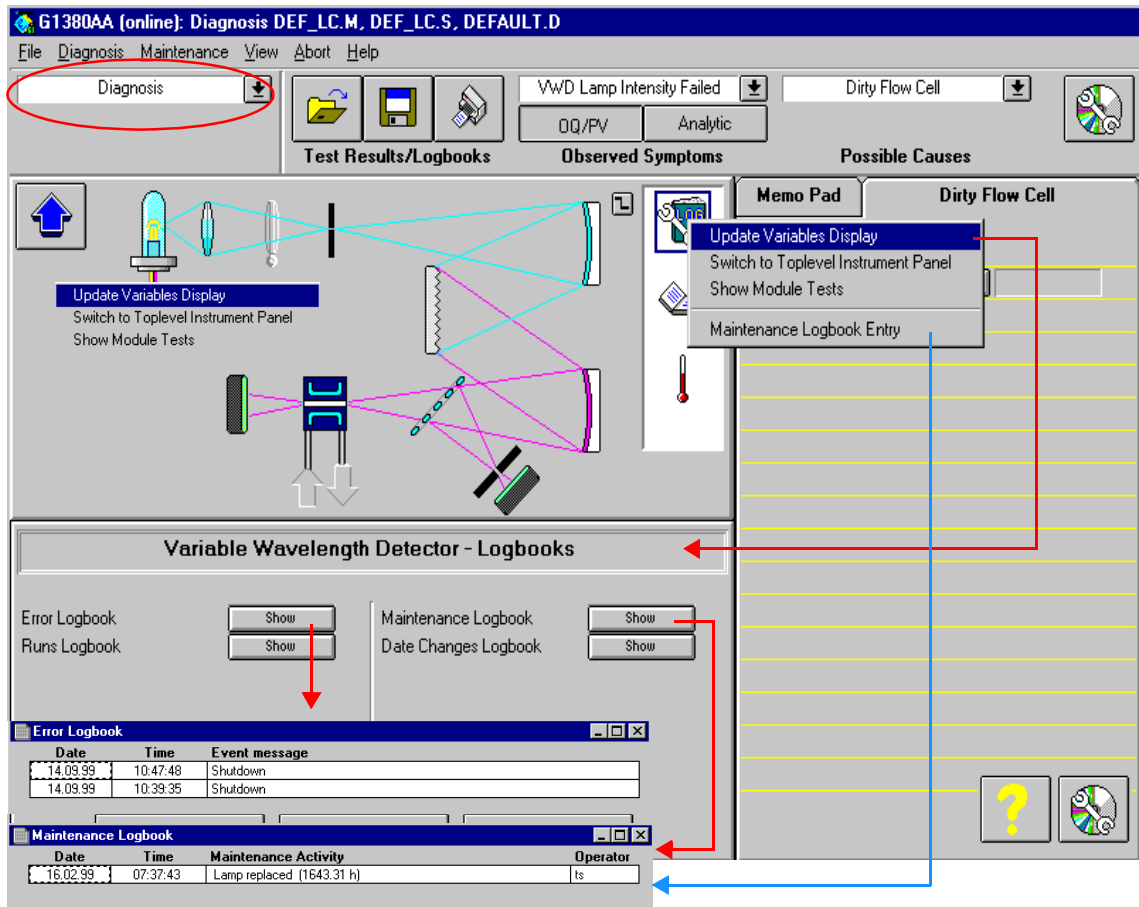 G1380AA (online): Diagnosis DEF_LC.M, DEF_LC.S, DEFAULT.D
File Diagnosis Maintenance View Abort Help
Diagnosis
VWD Lamp Intensity Failed
Dirty Flow Cell
OQ/PV
Analytic
Test Results/Logbooks
Observed Symptoms
Possible Causes
LOG
Memo Pad
Dirty Flow Cell
Update Variables Display
Switch to Toplevel Instrument Panel
Show Module Tests
Maintenance Logbook Entry
Update Variables Display
Switch to Toplevel Instrument Panel
Show Module Tests
Variable Wavelength Detector - Logbooks
Error Logbook Show
Maintenance Logbook Show
Runs Logbook Show
Date Changes Logbook Show
Error Logbook
Date Time Event message
14.09.99 10:47:48 Shutdown
14.09.99 10:39:35 Shutdown
Maintenance Logbook
Date Time Maintenance Activity Operator
16.02.99 07:37:43 Lamp replaced (1643.31 h) ts
?